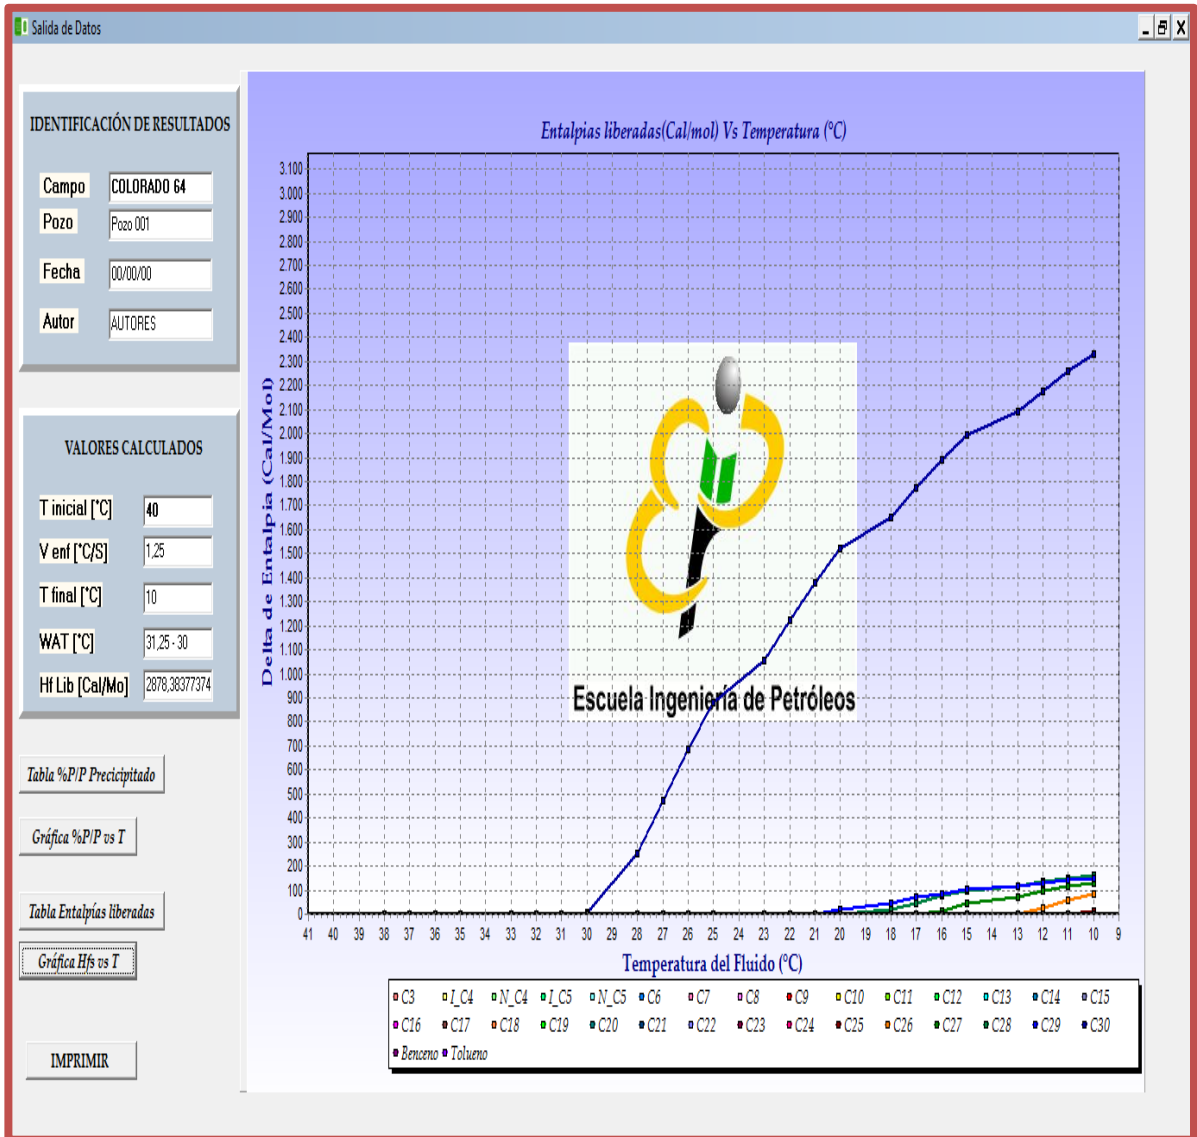 Salida de Datos
IDENTIFICACIÓN DE RESULTADOS
Campo COLORADO 64
Pozo Pozo 001
Fecha 00/00/00
Autor AUTORES
VALORES CALCULADOS
T inicial [°C] 40
V enf [°C/S] 1,25
T final [°C] 10
WAT [°C] 31,25 - 30
Hf Lib [Cal/Mo] 2878,38377374
Tabla %P/P Precicipitado
Gráfica %P/P vs T
Tabla Entalpías liberadas
Gráfica Hfs vs T
IMPRIMIR
Entalpias liberadas(Cal/mol) Vs Temperatura (°C)
Delta de Entalpia (Cal/Mol)
3.100
3.000
2.900
2.800
2.700
2.600
2.500
2.400
2.300
2.200
2.100
2.000
1.900
1.800
1.700
1.600
1.500
1.400
1.300
1.200
1.100
1.000
900
800
700
600
500
400
300
200
100
0
Escuela Ingeniería de Petróleos
41 40 39 38 37 36 35 34 33 32 31 30 29 28 27 26 25 24 23 22 21 20 19 18 17 16 15 14 13 12 11 10 9
Temperatura del Fluido (°C)
C3 I_C4 N_C4 I_C5 N_C5 C6 C7 C8 C9 C10 C11 C12 C13 C14 C15
C16 C17 C18 C19 C20 C21 C22 C23 C24 C25 C26 C27 C28 C29 C30
Benceno Tolueno